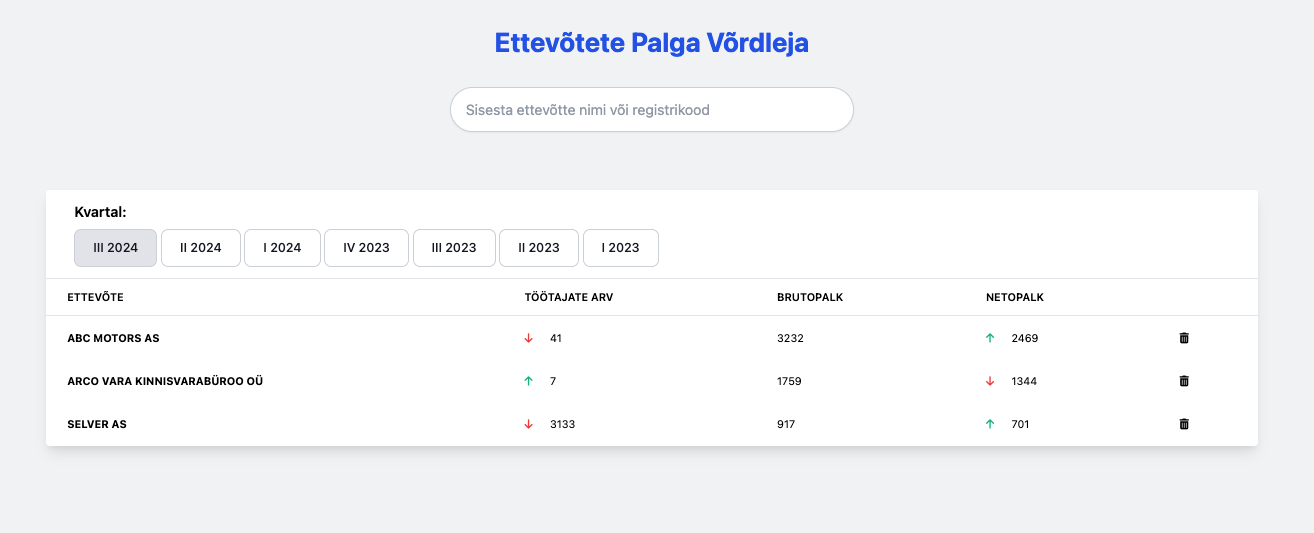 Ettevõtete Palga Võrdleja
Sisesta ettevõtte nimi või registrikood
Kvartal:
III 2024 II 2024 I 2024 IV 2023 III 2023 II 2023 I 2023
ETTEVÕTE TÖÖTAJATE ARV BRUTOPALK NETOPALK
ABC MOTORS AS ↓ 41 3232 ↑ 2469
ARCO VARA KINNISVARABÜROO OÜ ↑ 7 1759 ↓ 1344
SELVER AS ↓ 3133 917 ↑ 701